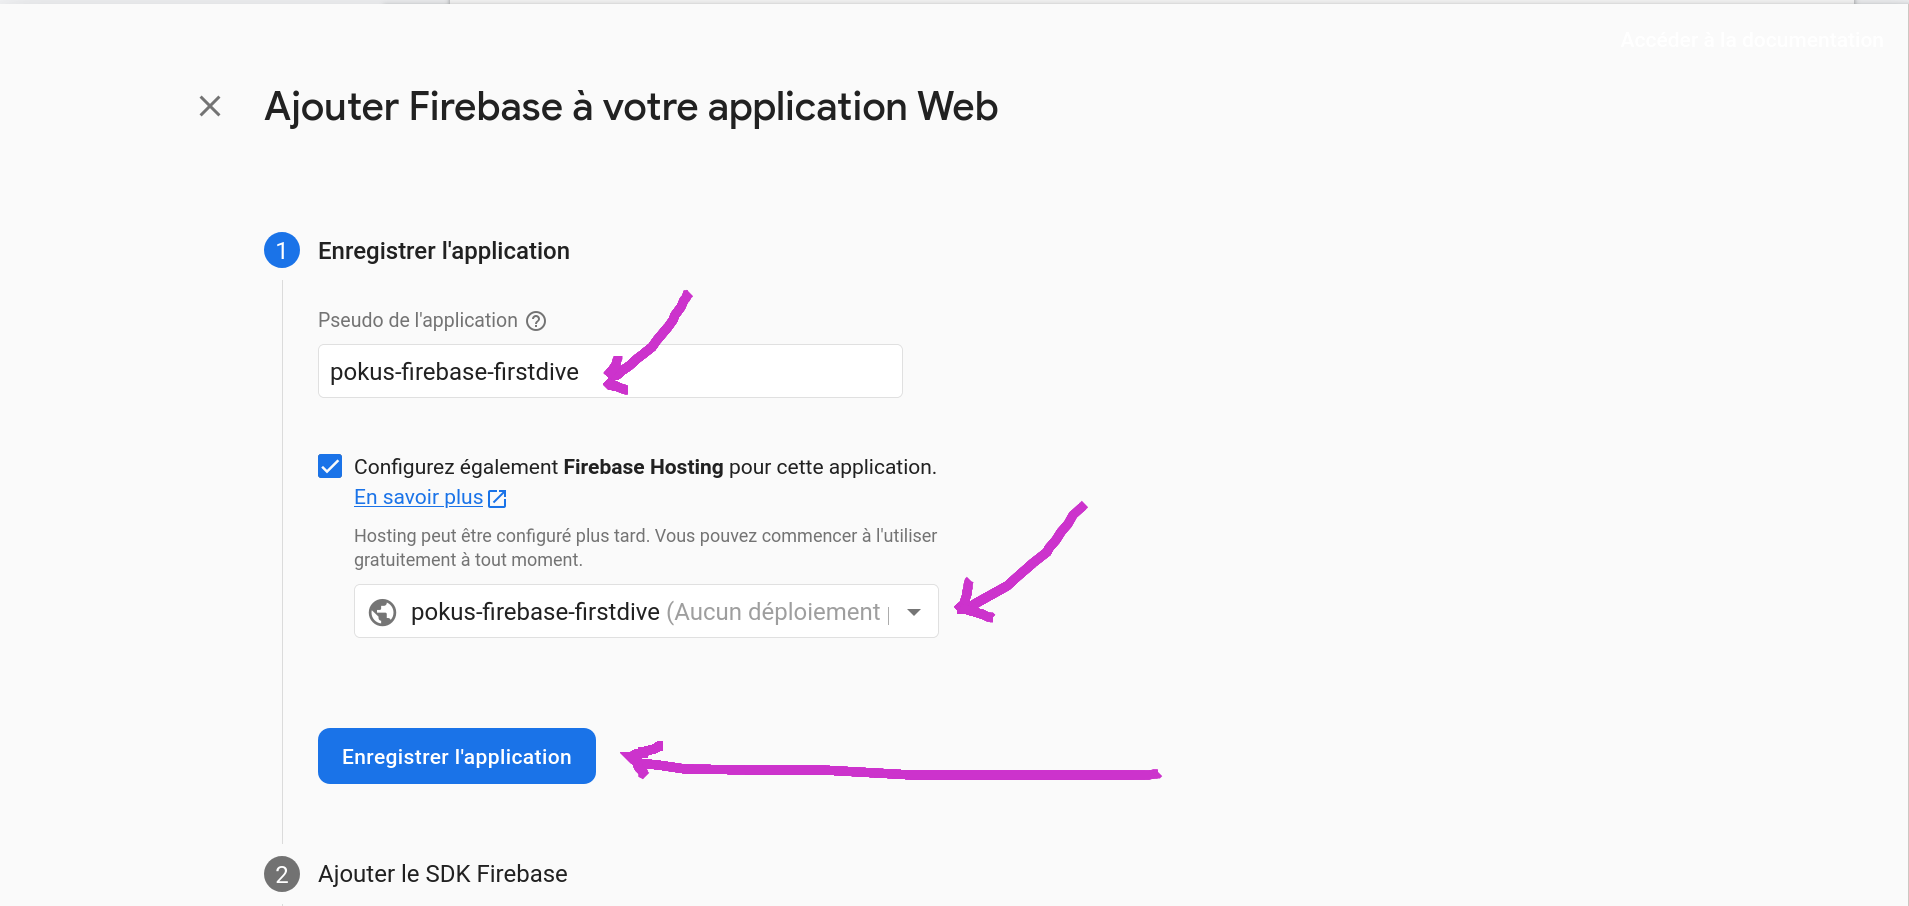 Accéder à la documentation
Ajouter Firebase à votre application Web
1 Enregistrer l'application
Pseudo de l'application
pokus-firebase-firstdive
Configurez également Firebase Hosting pour cette application.
En savoir plus
Hosting peut être configuré plus tard. Vous pouvez commencer à l'utiliser
gratuitement à tout moment.
pokus-firebase-firstdive (Aucun déploiement
Enregistrer l'application
2 Ajouter le SDK Firebase